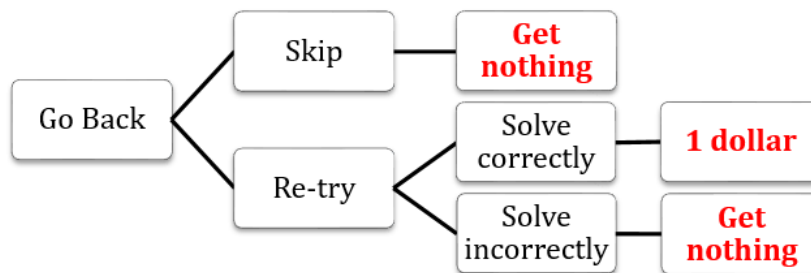 Go Back
Skip
Get
nothing
Re-try
Solve
correctly
1 dollar
Solve
incorrectly
Get
nothing